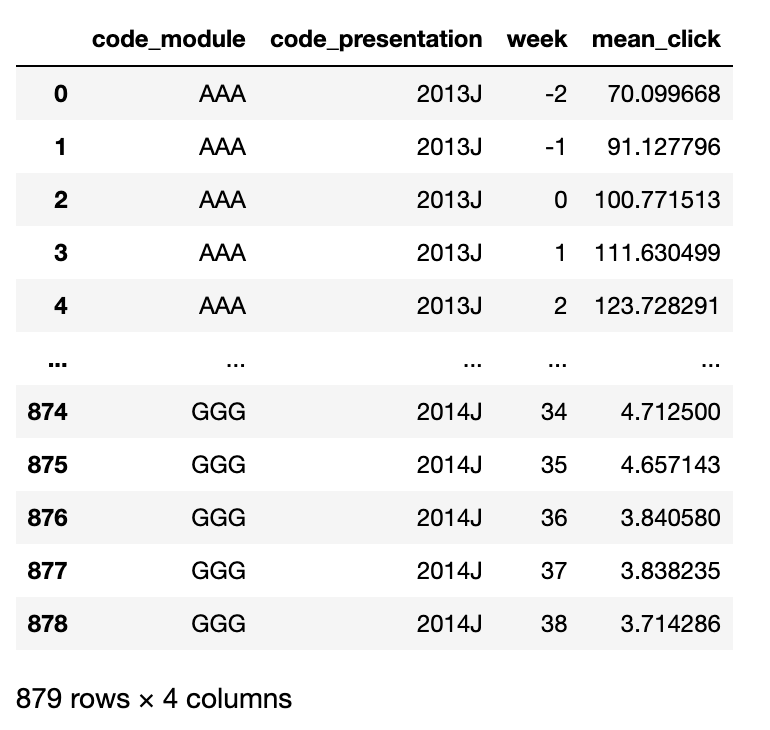 code_module code_presentation week mean_click
0 AAA 2013J -2 70.099668
1 AAA 2013J -1 91.127796
2 AAA 2013J 0 100.771513
3 AAA 2013J 1 111.630499
4 AAA 2013J 2 123.728291
... ... ... ... ...
874 GGG 2014J 34 4.712500
875 GGG 2014J 35 4.657143
876 GGG 2014J 36 3.840580
877 GGG 2014J 37 3.838235
878 GGG 2014J 38 3.714286
879 rows × 4 columns